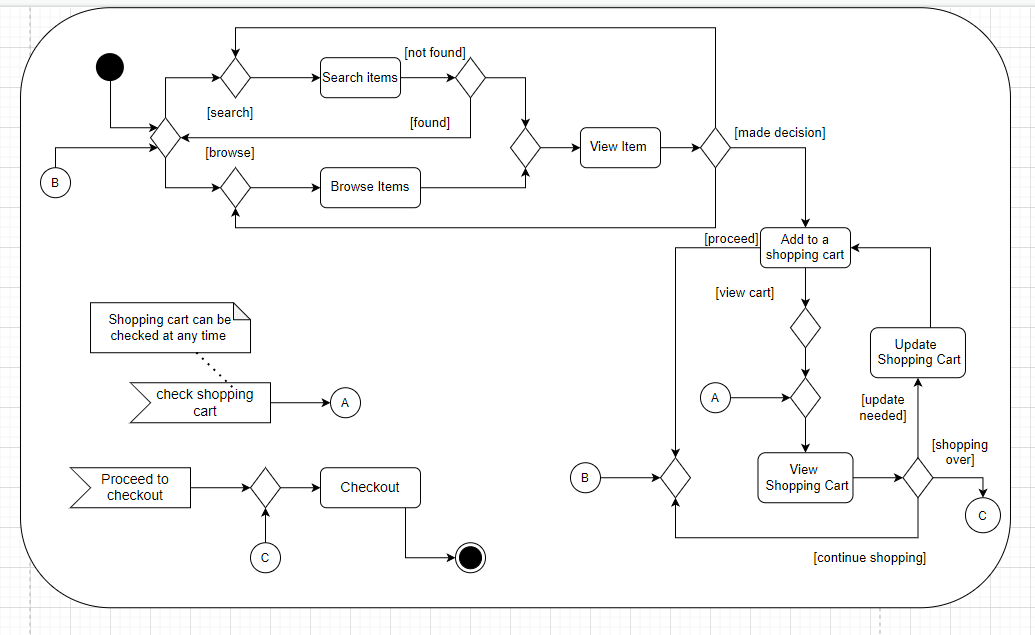 [not found]
Search items
[search]
[found]
[made decision]
[browse]
View Item
B
Browse Items
[proceed]
Add to a
shopping cart
[view cart]
Shopping cart can be
checked at any time
Update
Shopping Cart
check shopping
cart
A
A
[update
needed]
[shopping
over]
View
Shopping Cart
Proceed to
checkout
Checkout
B
C
C
[continue shopping]